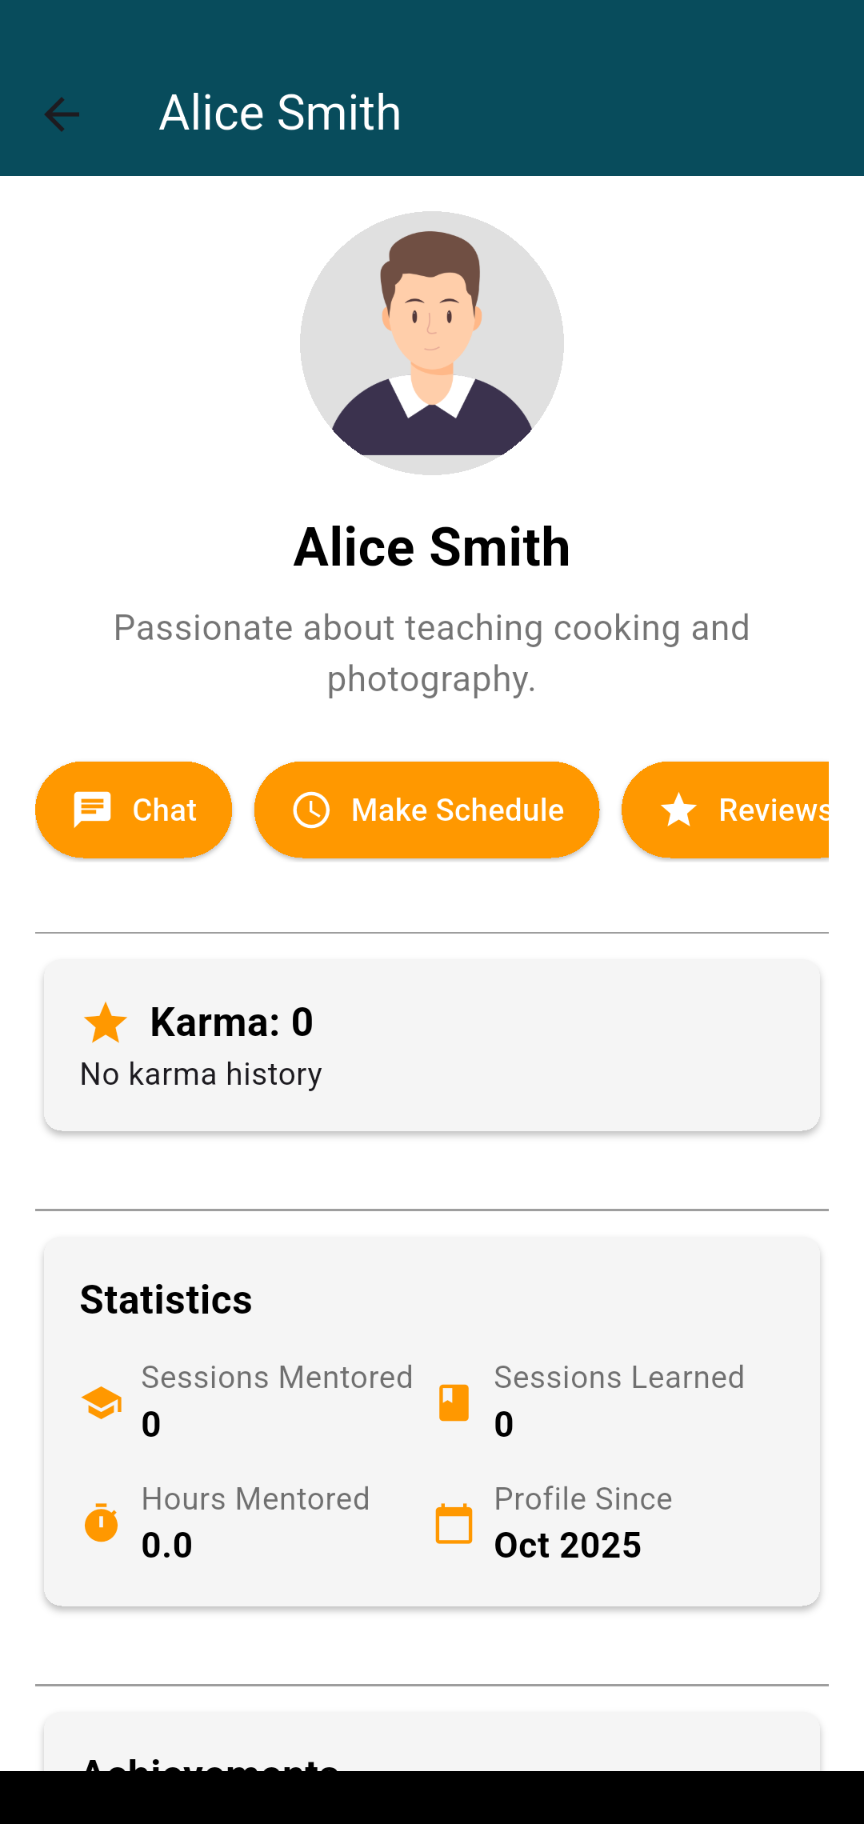 Alice Smith
Alice Smith
Passionate about teaching cooking and
photography.
Chat
Make Schedule
Reviews
Karma: 0
No karma history
Statistics
Sessions Mentored
0
Sessions Learned
0
Hours Mentored
0.0
Profile Since
Oct 2025
Achievements